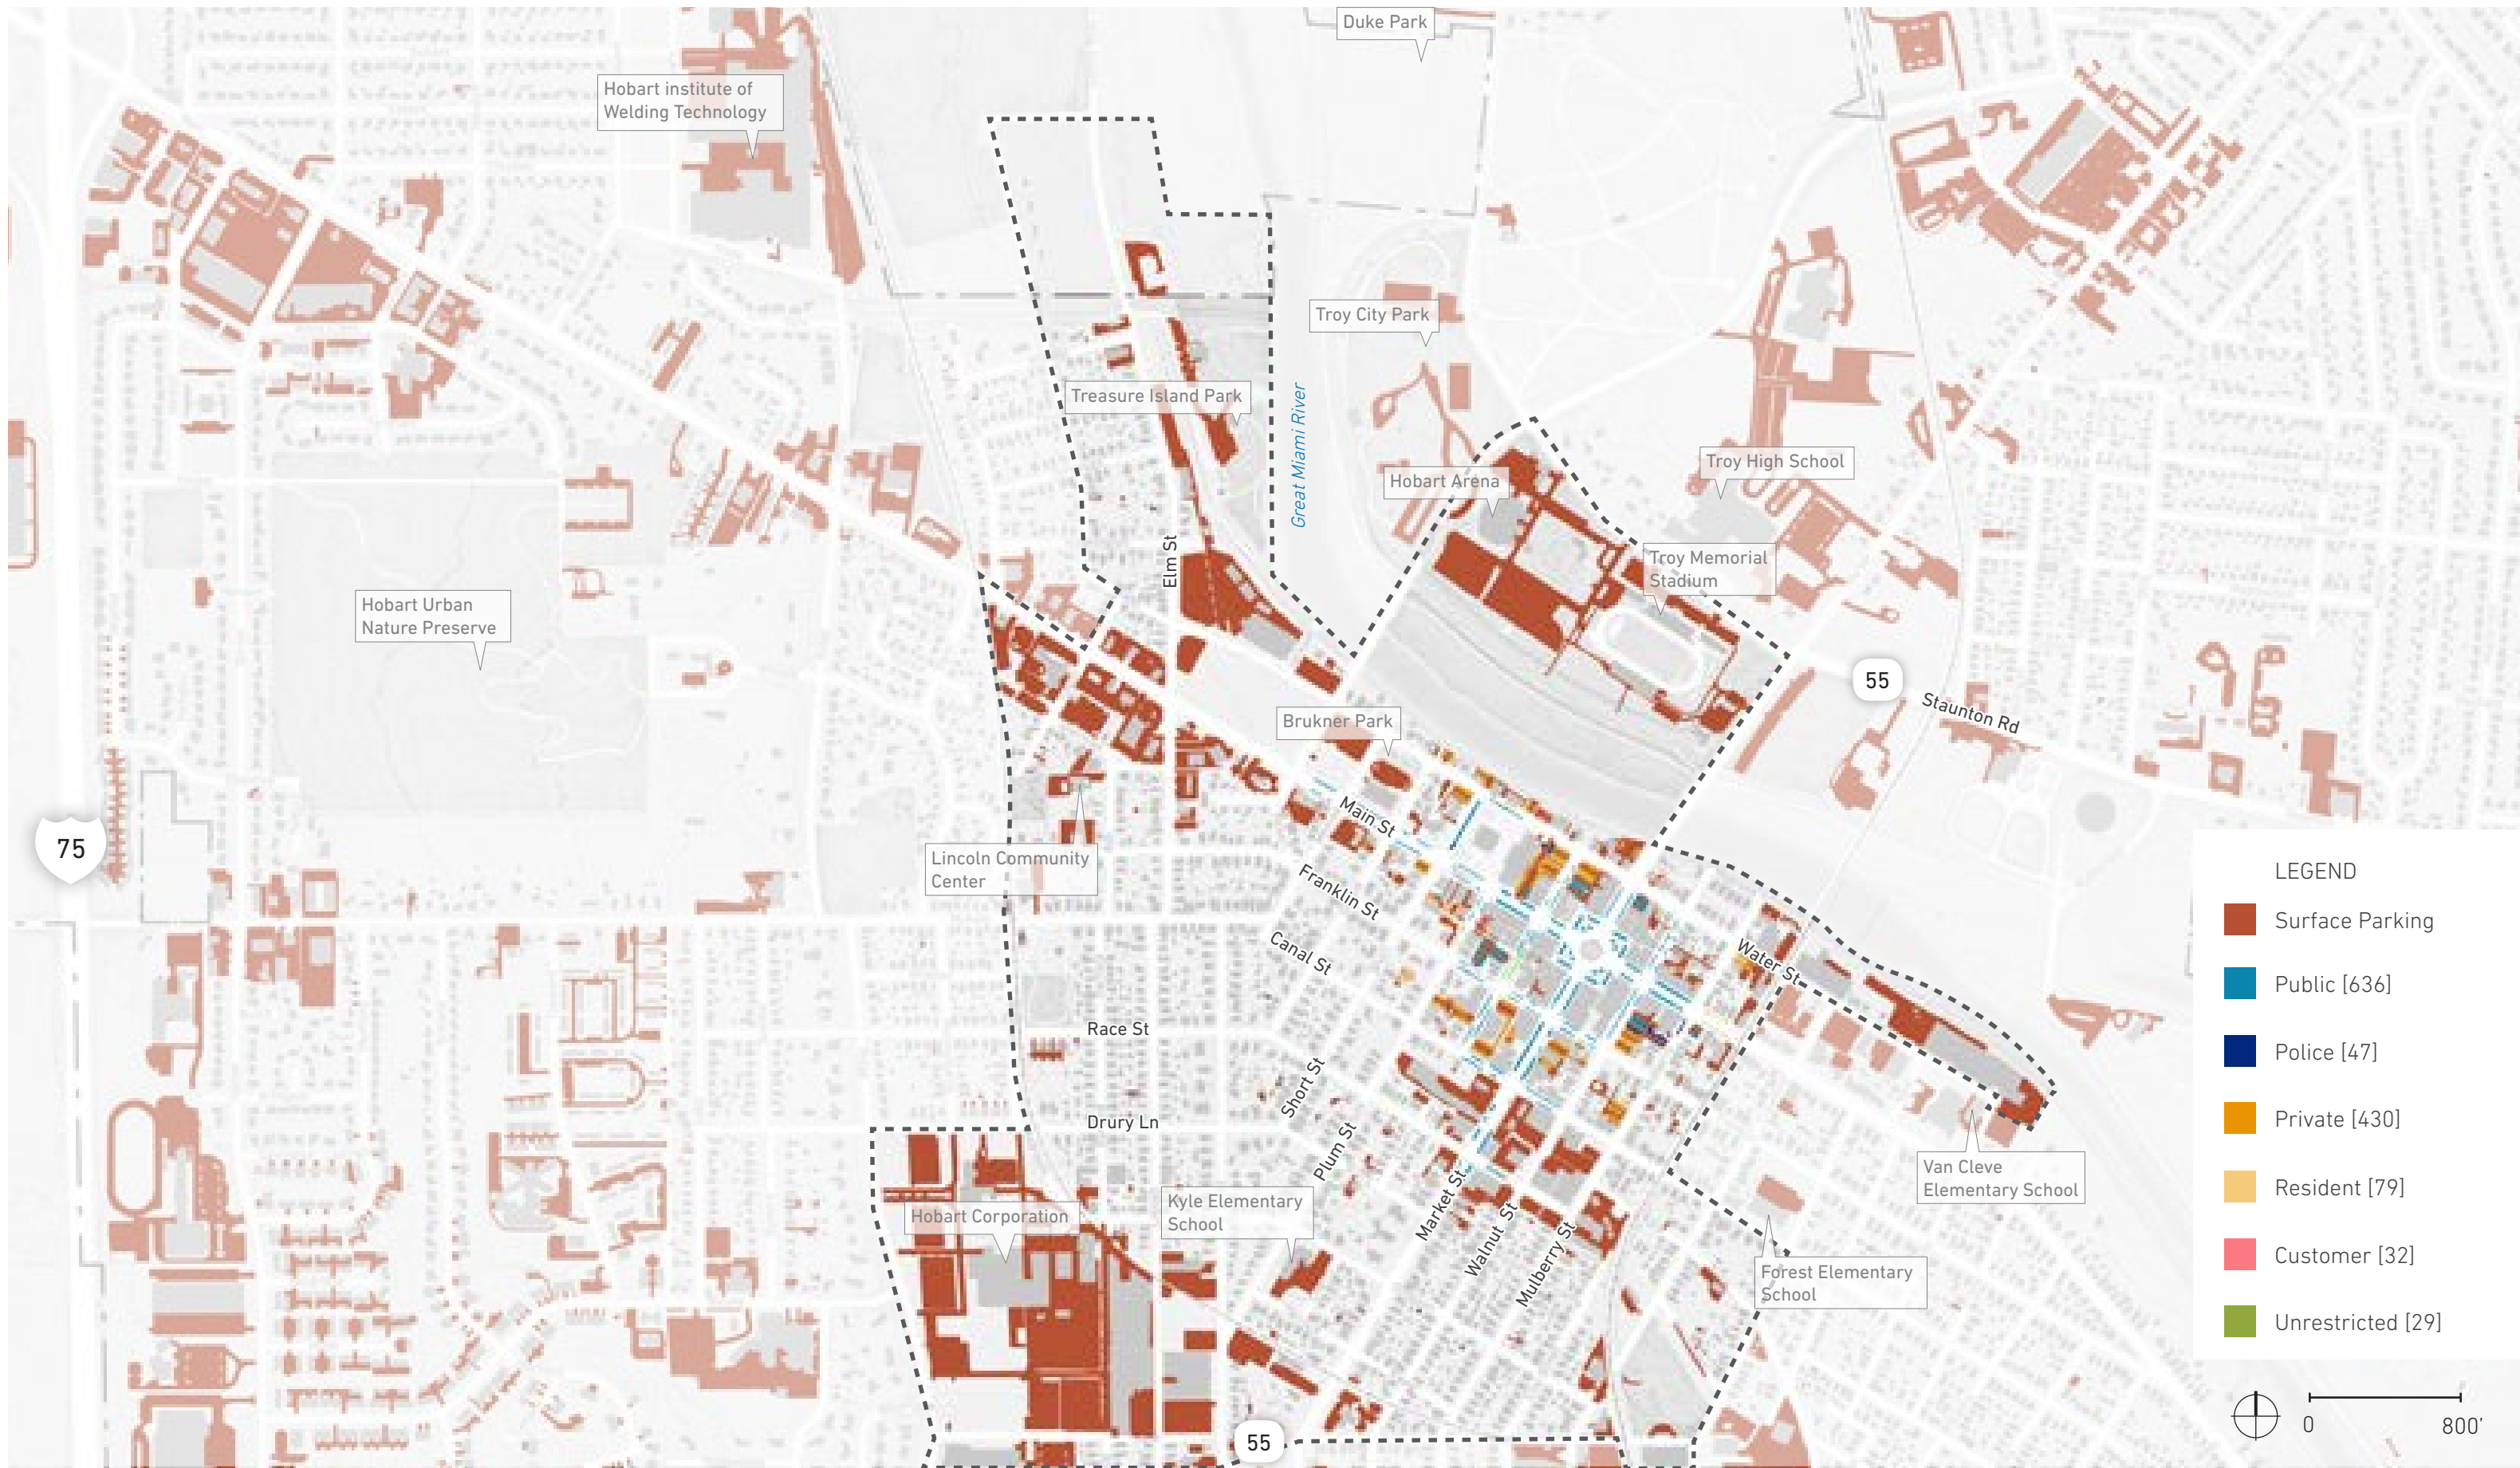 Duke Park
Hobart institute of
Welding Technology
Troy City Park
Treasure Island Park
Great Miami River
Troy High School
Hobart Arena
Troy Memorial
Stadium
Elm St
Hobart Urban
Nature Preserve
55
Staunton Rd
Brukner Park
Main St
75
Lincoln Community
Center
Franklin St
Canal St
Water St
Race St
Short St
Drury Ln
Plum St
Market St
Walnut St
Mulberry St
Hobart Corporation
Kyle Elementary
School
Van Cleve
Elementary School
Forest Elementary
School
55
LEGEND
Surface Parking
Public [636]
Police [47]
Private [430]
Resident [79]
Customer [32]
Unrestricted [29]
0
800'